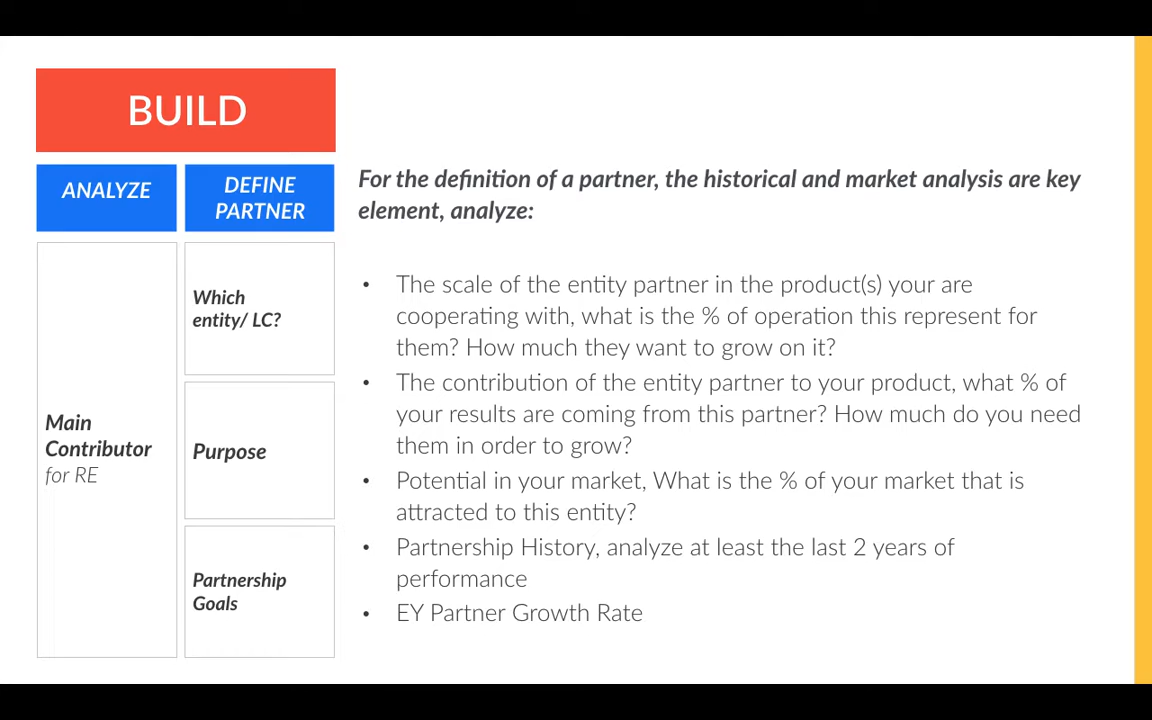 BUILD
ANALYZE
DEFINE
PARTNER
Main
Contributor
for RE
Which
entity/ LC?
Purpose
Partnership
Goals
For the definition of a partner, the historical and market analysis are key
element, analyze:
• The scale of the entity partner in the product(s) your are
cooperating with, what is the % of operation this represent for
them? How much they want to grow on it?
• The contribution of the entity partner to your product, what % of
your results are coming from this partner? How much do you need
them in order to grow?
• Potential in your market, What is the % of your market that is
attracted to this entity?
• Partnership History, analyze at least the last 2 years of
performance
• EY Partner Growth Rate